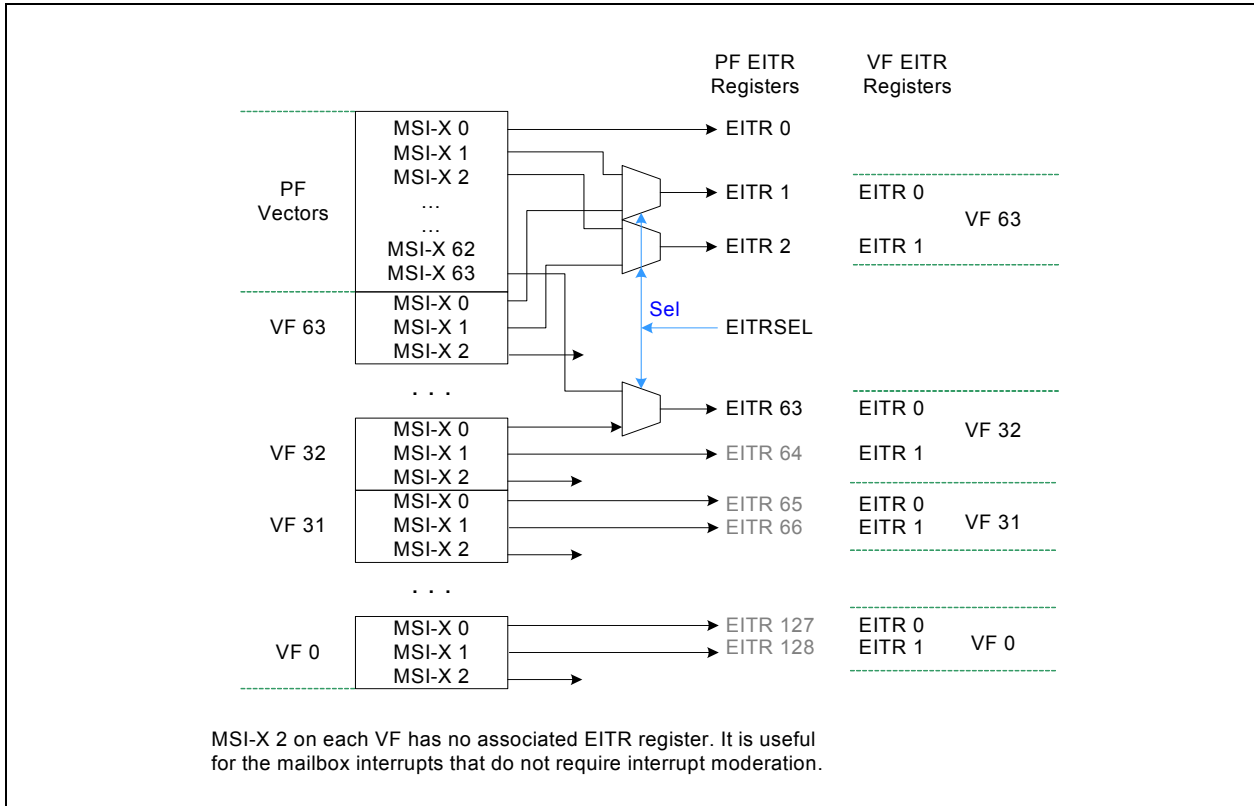 PF EITR
Registers
VF EITR
Registers
MSI-X 0
EITR 0
MSI-X 1
MSI-X 2
...
...
MSI-X 62
MSI-X 63
PF
Vectors
EITR 1
EITR 0
VF 63
EITR 2
EITR 1
VF 63
MSI-X 0
MSI-X 1
MSI-X 2
Sel
EITRSEL
. . .
EITR 63
EITR 0
VF 32
VF 32
MSI-X 0
MSI-X 1
MSI-X 2
EITR 64
EITR 1
VF 31
MSI-X 0
MSI-X 1
MSI-X 2
EITR 65
EITR 66
EITR 0
EITR 1
VF 31
. . .
VF 0
MSI-X 0
MSI-X 1
MSI-X 2
EITR 127
EITR 128
EITR 0
EITR 1
VF 0
MSI-X 2 on each VF has no associated EITR register. It is useful
for the mailbox interrupts that do not require interrupt moderation.